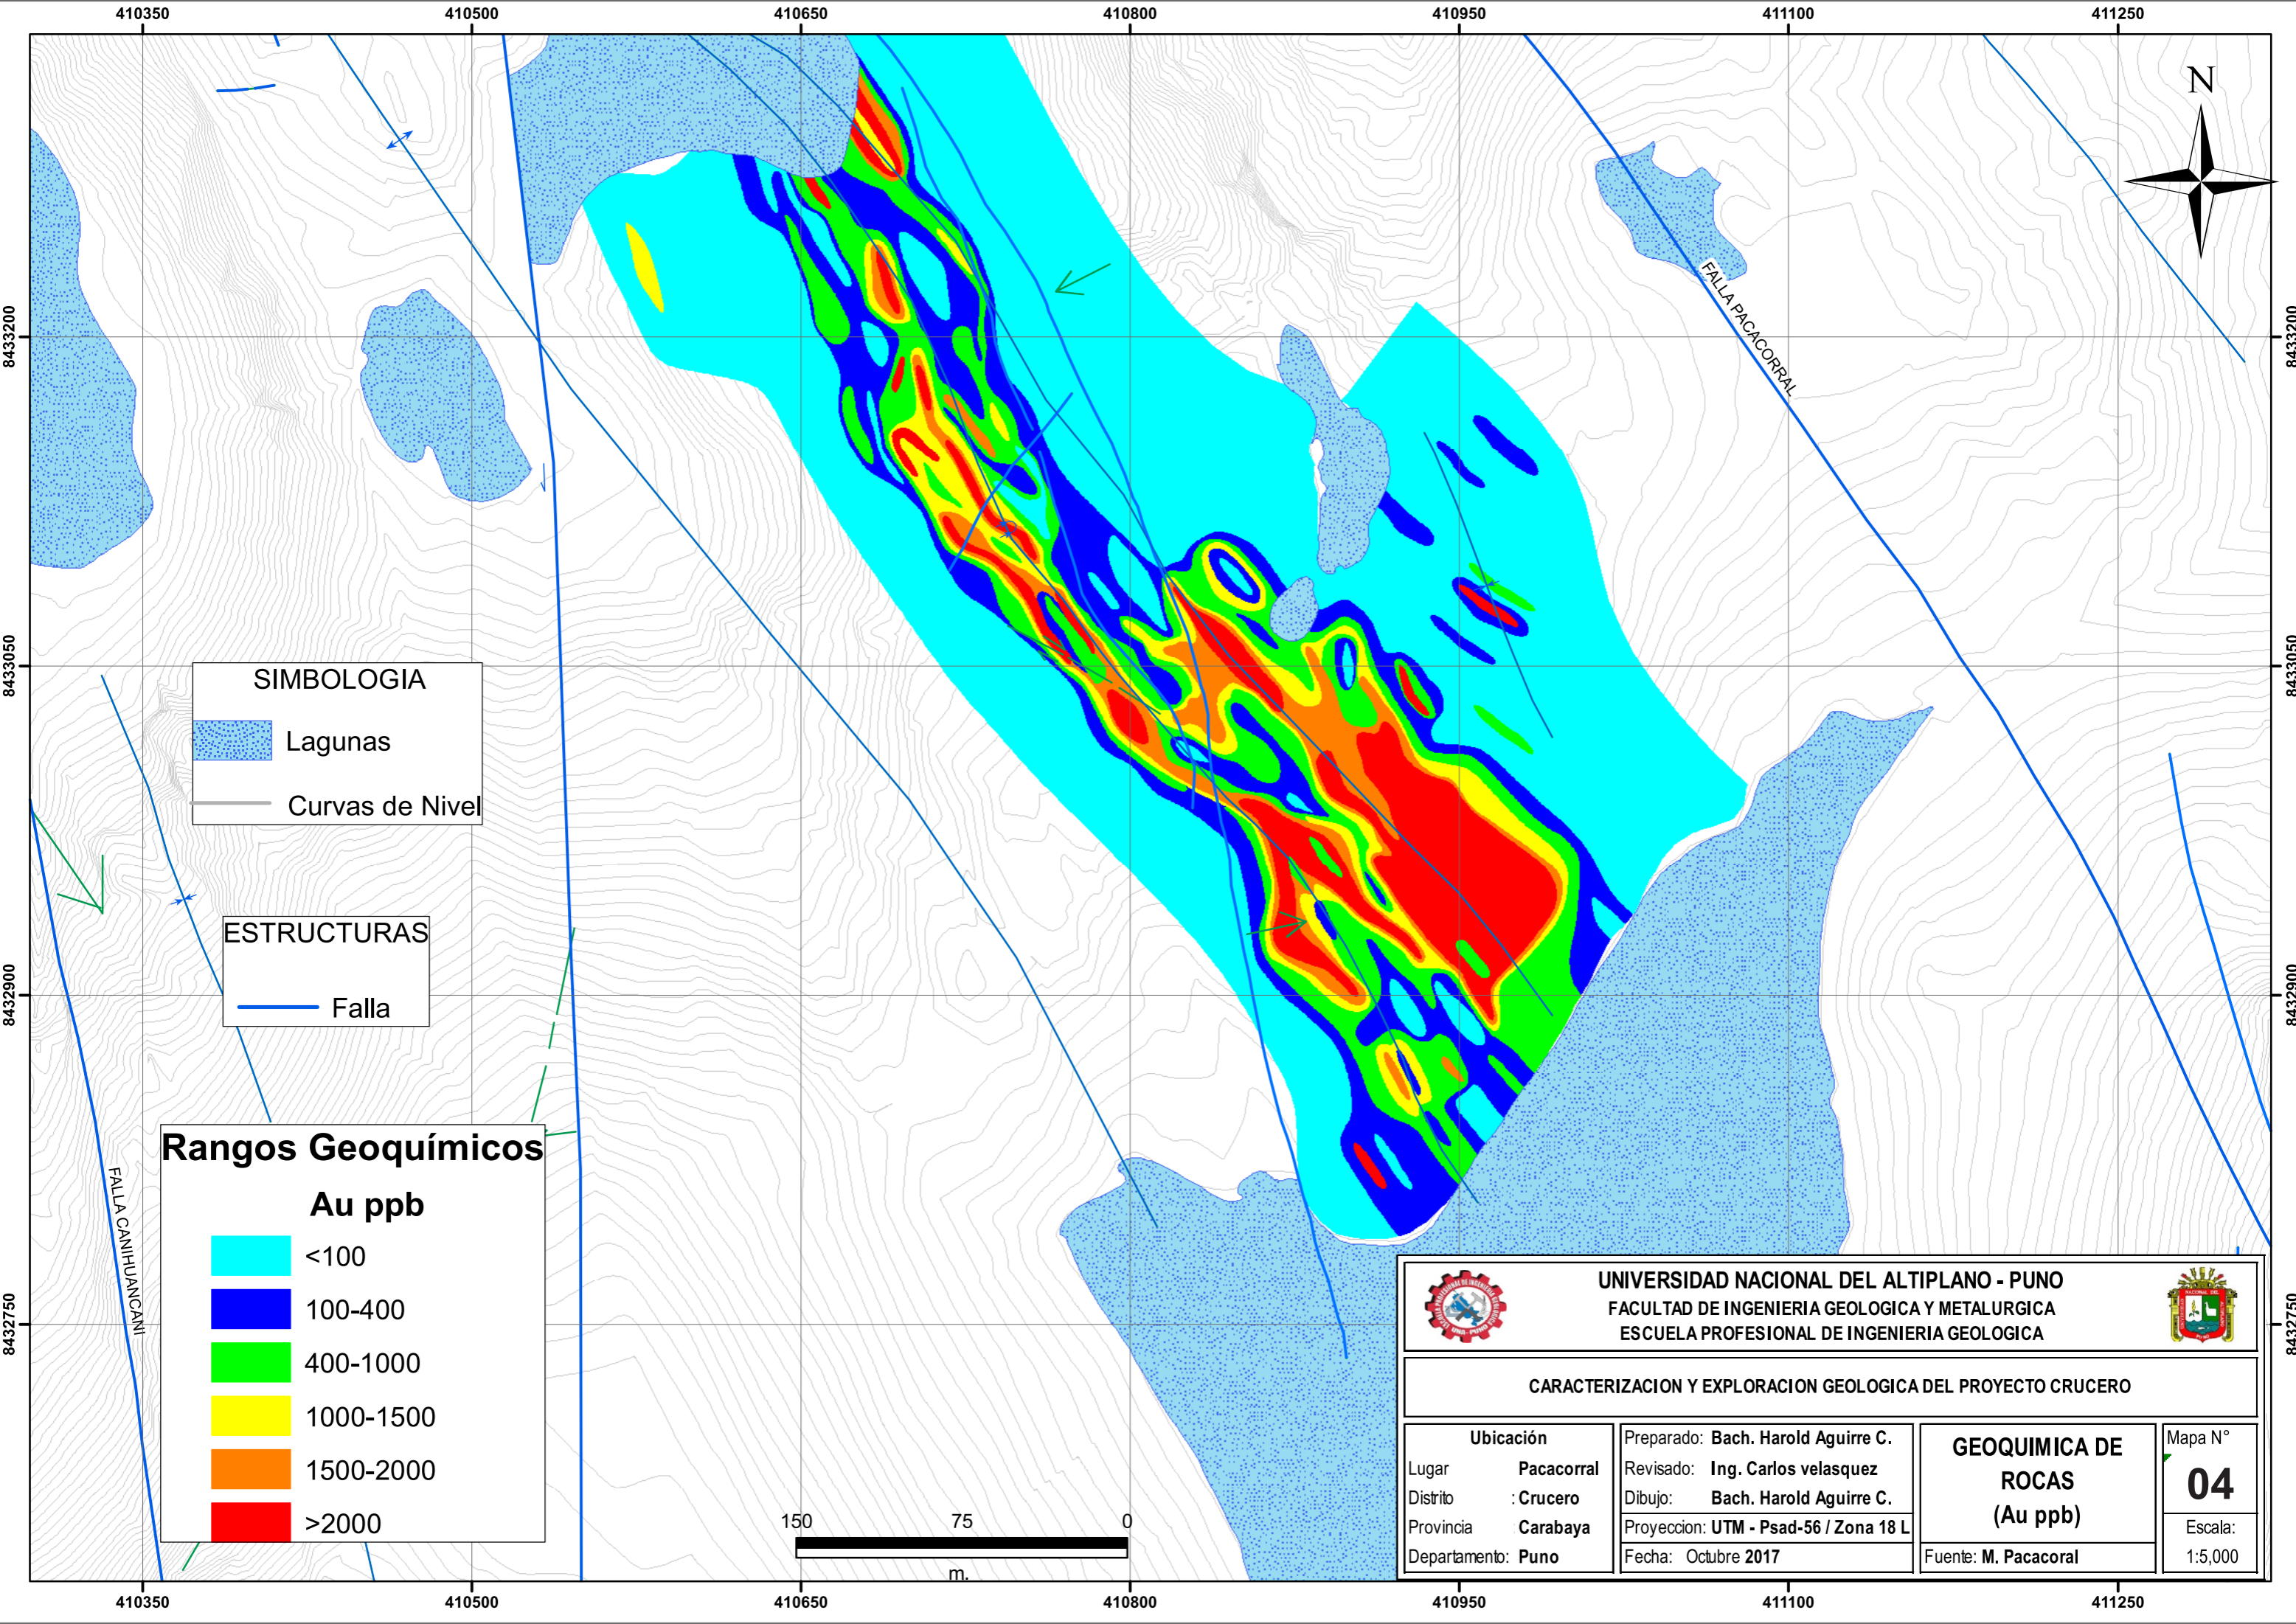 410350 410500 410650 410800 410950 411100 411250
N
8433200
8433050
8432900
8432750
8433200
8433050
8432900
8432750
FALLA PACACORRAL
FALLA CANIHUANCANI
SIMBOLOGIA
Lagunas
Curvas de Nivel
ESTRUCTURAS
Falla
Rangos Geoquímicos
Au ppb
<100
100-400
400-1000
1000-1500
1500-2000
>2000
150 75 0
m.
UNIVERSIDAD NACIONAL DEL ALTIPLANO - PUNO
FACULTAD DE INGENIERIA GEOLOGICA Y METALURGICA
ESCUELA PROFESIONAL DE INGENIERIA GEOLOGICA
CARACTERIZACION Y EXPLORACION GEOLOGICA DEL PROYECTO CRUCERO
Ubicación
Lugar Pacacorral
Distrito : Crucero
Provincia Carabaya
Departamento: Puno
Preparado: Bach. Harold Aguirre C.
Revisado: Ing. Carlos velasquez
Dibujo: Bach. Harold Aguirre C.
Proyeccion: UTM - Psad-56 / Zona 18 L
Fecha: Octubre 2017
GEOQUIMICA DE
ROCAS
(Au ppb)
Fuente: M. Pacacoral
Mapa N°
04
Escala:
1:5,000
410350 410500 410650 410800 410950 411100 411250